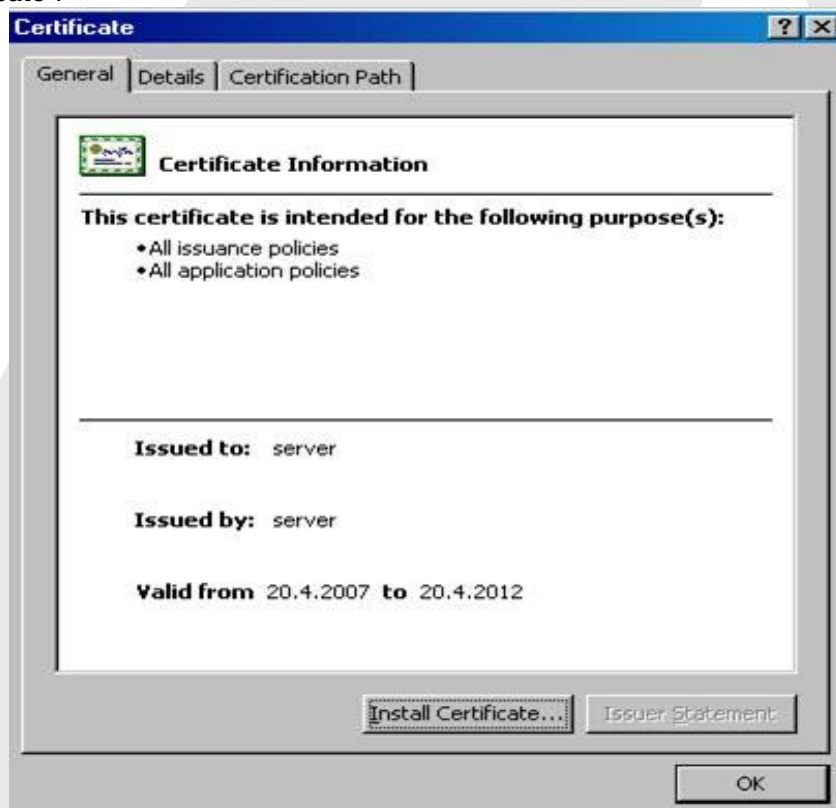 Certificate
General Details Certification Path
Certificate Information
This certificate is intended for the following purpose(s):
•All issuance policies
•All application policies
Issued to: server
Issued by: server
Valid from 20.4.2007 to 20.4.2012
Install Certificate... Issuer Statement
OK